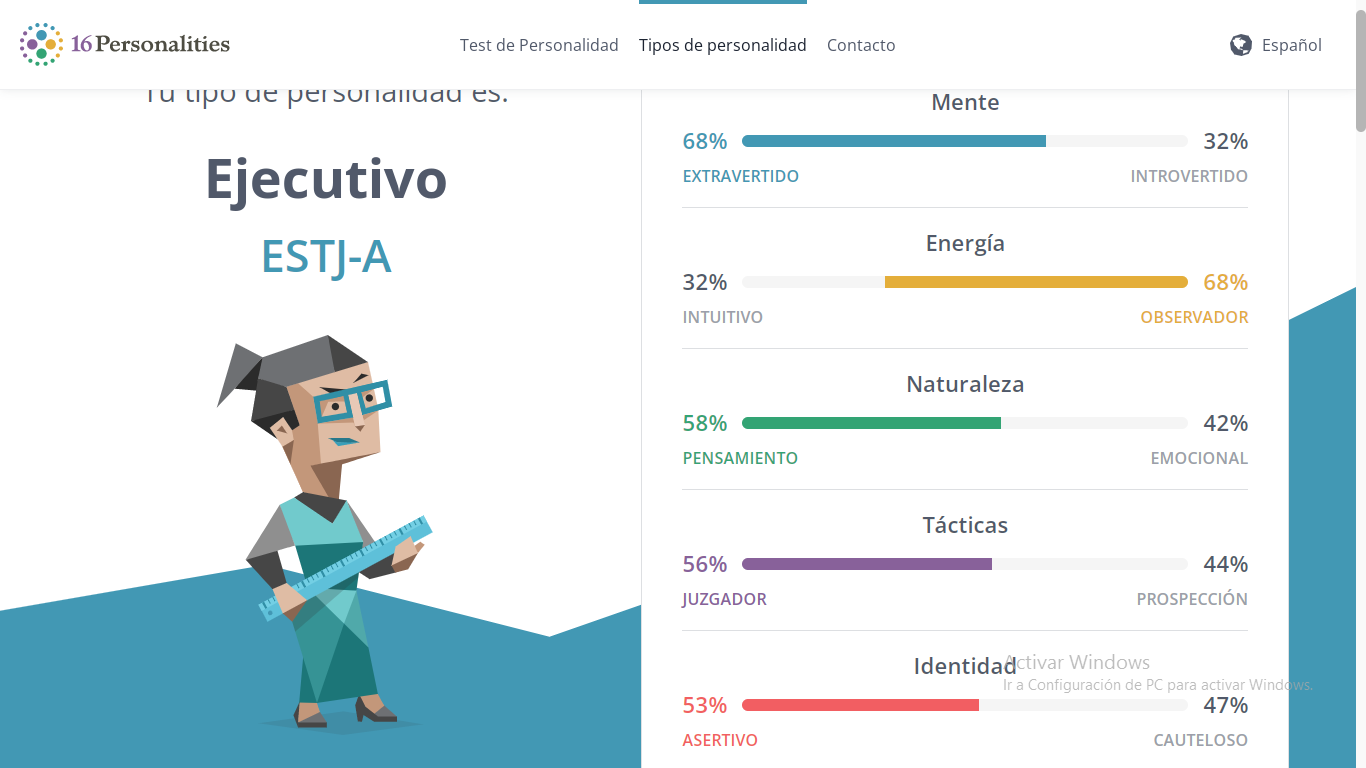 16Personalities
Test de Personalidad
Tipos de personalidad
Contacto
Español
Tu tipo de personalidad es:
Ejecutivo
ESTJ-A
Mente
68%
32%
EXTRAVERTIDO
INTROVERTIDO
Energía
32%
68%
INTUITIVO
OBSERVADOR
Naturaleza
58%
42%
PENSAMIENTO
EMOCIONAL
Tácticas
56%
44%
JUZGADOR
PROSPECCIÓN
Identidad
53%
47%
ASERTIVO
CAUTELOSO
Activar Windows
Ir a Configuración de PC para activar Windows.